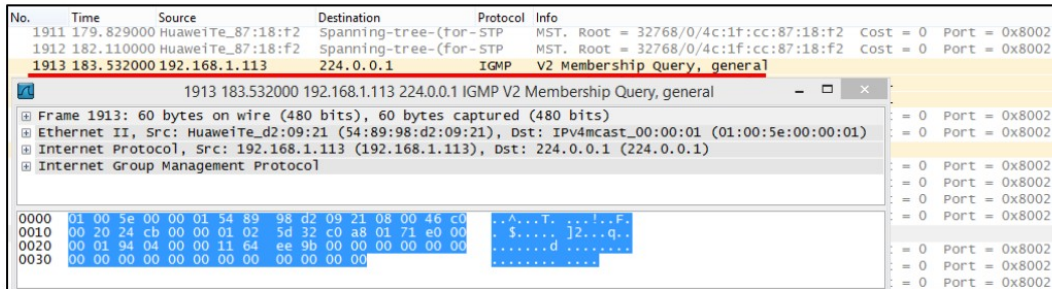 No. Time Source Destination Protocol Info
1911 179.829000 HuaweiTe_87:18:f2 Spanning-tree-(for- STP MST. Root = 32768/0/4c:1f:cc:87:18:f2 Cost = 0 Port = 0x8002
1912 182.110000 HuaweiTe_87:18:f2 Spanning-tree-(for- STP MST. Root = 32768/0/4c:1f:cc:87:18:f2 Cost = 0 Port = 0x8002
1913 183.532000 192.168.1.113 224.0.0.1 IGMP V2 Membership Query, general
1913 183.532000 192.168.1.113 224.0.0.1 IGMP V2 Membership Query, general
Frame 1913: 60 bytes on wire (480 bits), 60 bytes captured (480 bits)
= 0 Port = 0x8002
Ethernet II, Src: HuaweiTe_d2:09:21 (54:89:98:d2:09:21), Dst: IPv4mcast_00:00:01 (01:00:5e:00:00:01)
= 0 Port = 0x8002
Internet Protocol, Src: 192.168.1.113 (192.168.1.113), Dst: 224.0.0.1 (224.0.0.1)
Internet Group Management Protocol
= 0 Port = 0x8002
= 0 Port = 0x8002
= 0 Port = 0x8002
= 0 Port = 0x8002
0000 01 00 5e 00 00 01 54 89 98 d2 09 21 08 00 46 c0 ..^...T. ...!..F.
0010 00 20 24 cb 00 00 01 02 5d 32 c0 a8 01 71 e0 00 . $..... ]2...q..
0020 00 01 94 04 00 00 11 64 ee 9b 00 00 00 00 00 00 .......d ........
0030 00 00 00 00 00 00 00 00 00 00 00 00 ........ ....
= 0 Port = 0x8002
= 0 Port = 0x8002
= 0 Port = 0x8002